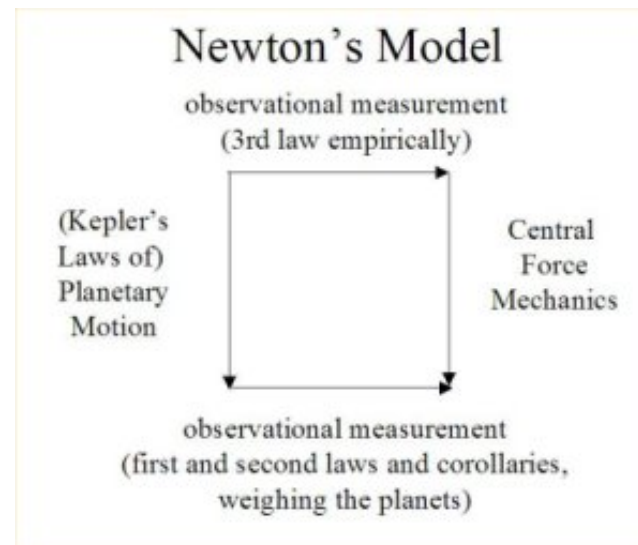 Newton's Model
observational measurement
(3rd law empirically)
(Kepler's
Laws of)
Planetary
Motion
Central
Force
Mechanics
observational measurement
(first and second laws and corollaries,
weighing the planets)